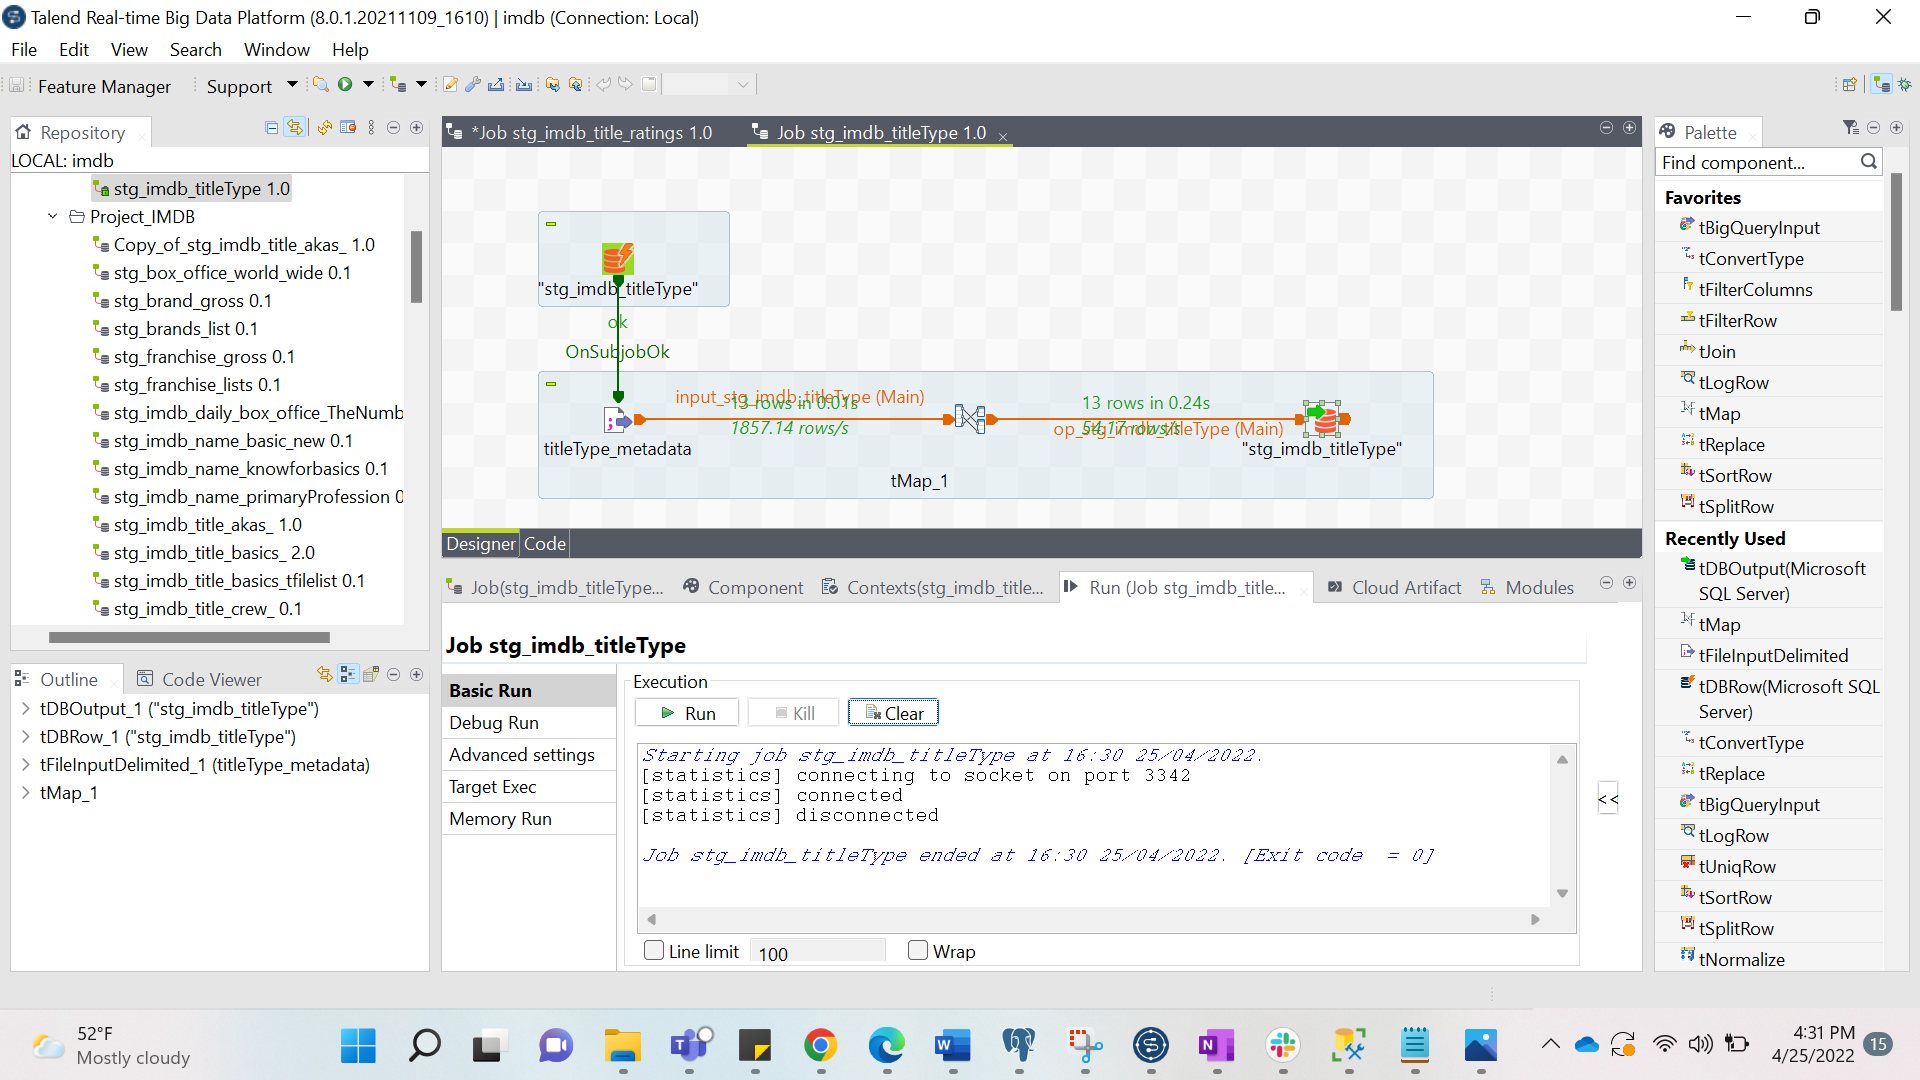 Talend Real-time Big Data Platform (8.0.1.20211109_1610) | imdb (Connection: Local)
File Edit View Search Window Help
Feature Manager Support
Repository
LOCAL: imdb
stg_imdb_titleType 1.0
Project_IMDB
Copy_of_stg_imdb_title_akas_ 1.0
stg_box_office_world_wide 0.1
stg_brand_gross 0.1
stg_brands_list 0.1
stg_franchise_gross 0.1
stg_franchise_lists 0.1
stg_imdb_daily_box_office_TheNumb
stg_imdb_name_basic_new 0.1
stg_imdb_name_knowforbasics 0.1
stg_imdb_name_primaryProfession 0
stg_imdb_title_akas_ 1.0
stg_imdb_title_basics_ 2.0
stg_imdb_title_basics_tfilelist 0.1
stg_imdb_title_crew_ 0.1
Outline Code Viewer
tDBOutput_1 ("stg_imdb_titleType")
tDBRow_1 ("stg_imdb_titleType")
tFileInputDelimited_1 (titleType_metadata)
tMap_1
*Job stg_imdb_title_ratings 1.0 Job stg_imdb_titleType 1.0
"stg_imdb_titleType"
ok
OnSubjobOk
input_stg_imdb_titleType (Main)
13 rows in 0.01s
1857.14 rows/s
13 rows in 0.24s
54.17 rows/s
op_stg_imdb_titleType (Main)
titleType_metadata
"stg_imdb_titleType"
tMap_1
Designer Code
Job(stg_imdb_titleType... Component Contexts(stg_imdb_title... Run (Job stg_imdb_title... Cloud Artifact Modules
Job stg_imdb_titleType
Basic Run
Debug Run
Advanced settings
Target Exec
Memory Run
Execution
Run Kill Clear
Starting job stg_imdb_titleType at 16:30 25/04/2022.
[statistics] connecting to socket on port 3342
[statistics] connected
[statistics] disconnected
Job stg_imdb_titleType ended at 16:30 25/04/2022. [Exit code  = 0]
<<
Line limit 100 Wrap
Palette
Find component...
Favorites
tBigQueryInput
tConvertType
tFilterColumns
tFilterRow
tJoin
tLogRow
tMap
tReplace
tSortRow
tSplitRow
Recently Used
tDBOutput(Microsoft
SQL Server)
tMap
tFileInputDelimited
tDBRow(Microsoft SQL
Server)
tConvertType
tReplace
tBigQueryInput
tLogRow
tUniqRow
tSortRow
tSplitRow
tNormalize
52°F
Mostly cloudy
4:31 PM
4/25/2022
15